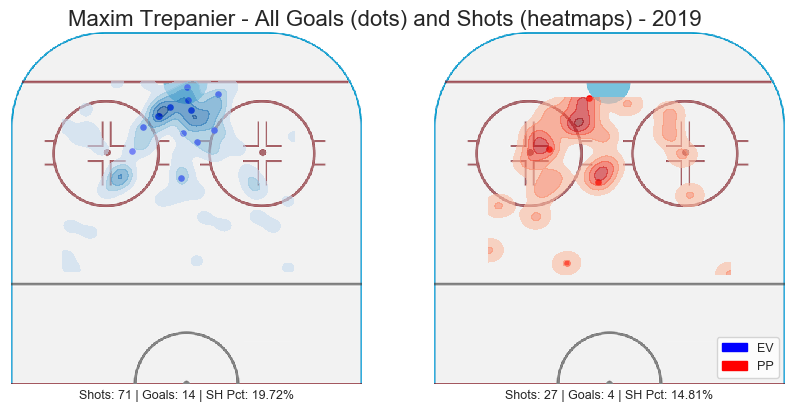 Maxim Trepanier - All Goals (dots) and Shots (heatmaps) - 2019
EV
PP
Shots: 71 | Goals: 14 | SH Pct: 19.72%
Shots: 27 | Goals: 4 | SH Pct: 14.81%